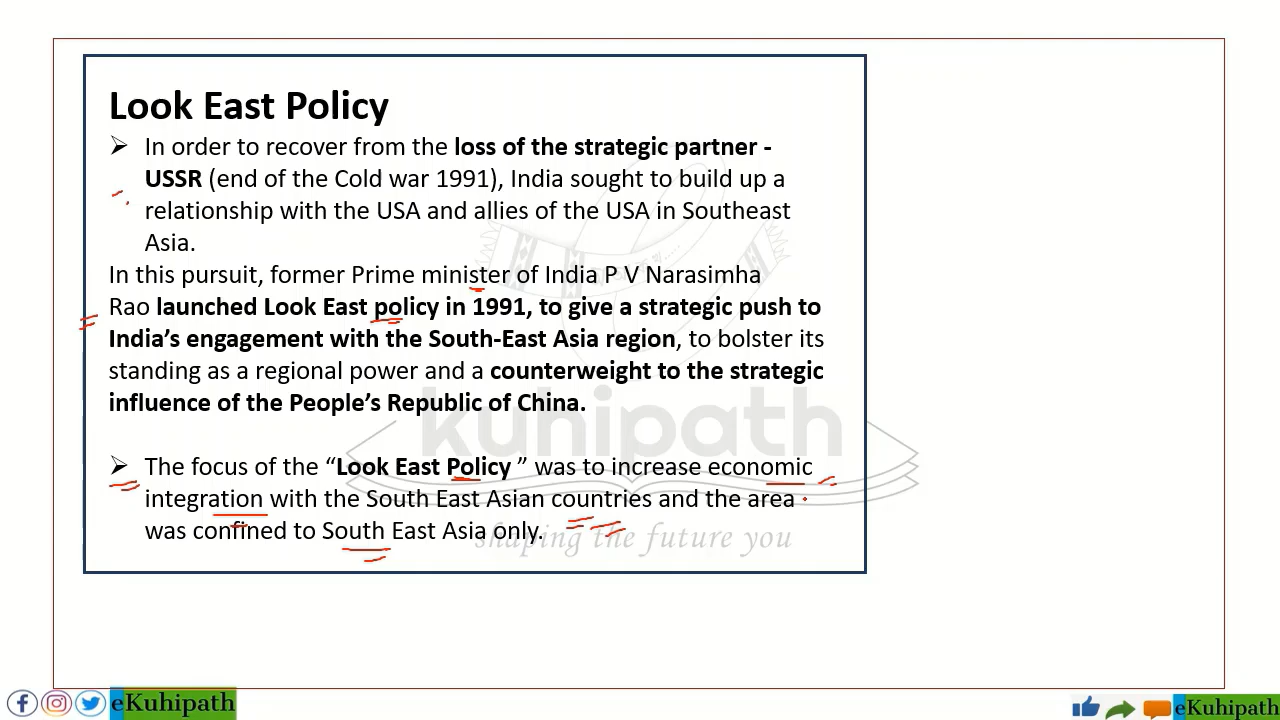 Look East Policy
➢ In order to recover from the loss of the strategic partner -
USSR (end of the Cold war 1991), India sought to build up a
relationship with the USA and allies of the USA in Southeast
Asia.
In this pursuit, former Prime minister of India P V Narasimha
Rao launched Look East policy in 1991, to give a strategic push to
India’s engagement with the South-East Asia region, to bolster its
standing as a regional power and a counterweight to the strategic
influence of the People’s Republic of China.
➢ The focus of the “Look East Policy ” was to increase economic
integration with the South East Asian countries and the area
was confined to South East Asia only.
kuhipath
shaping the future you
eKuhipath
eKuhipath